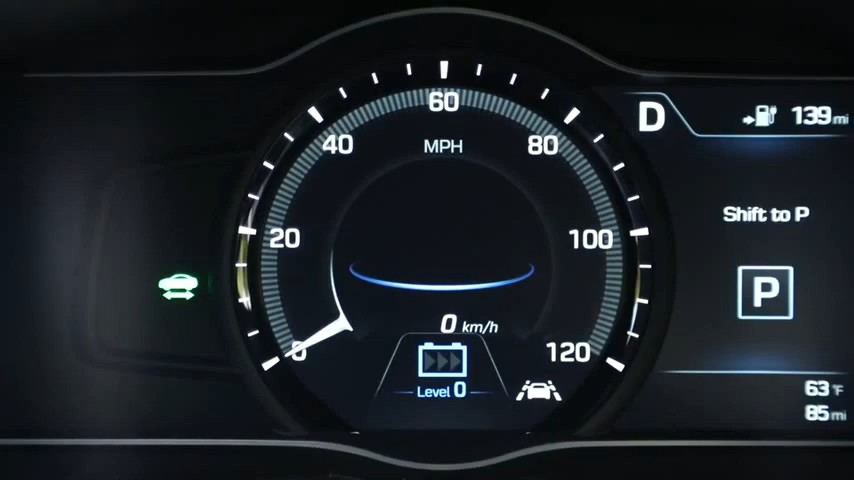 60
40
80
MPH
20
100
0
120
0 km/h
Level 0
D
139 mi
Shift to P
P
63 °F
85 mi